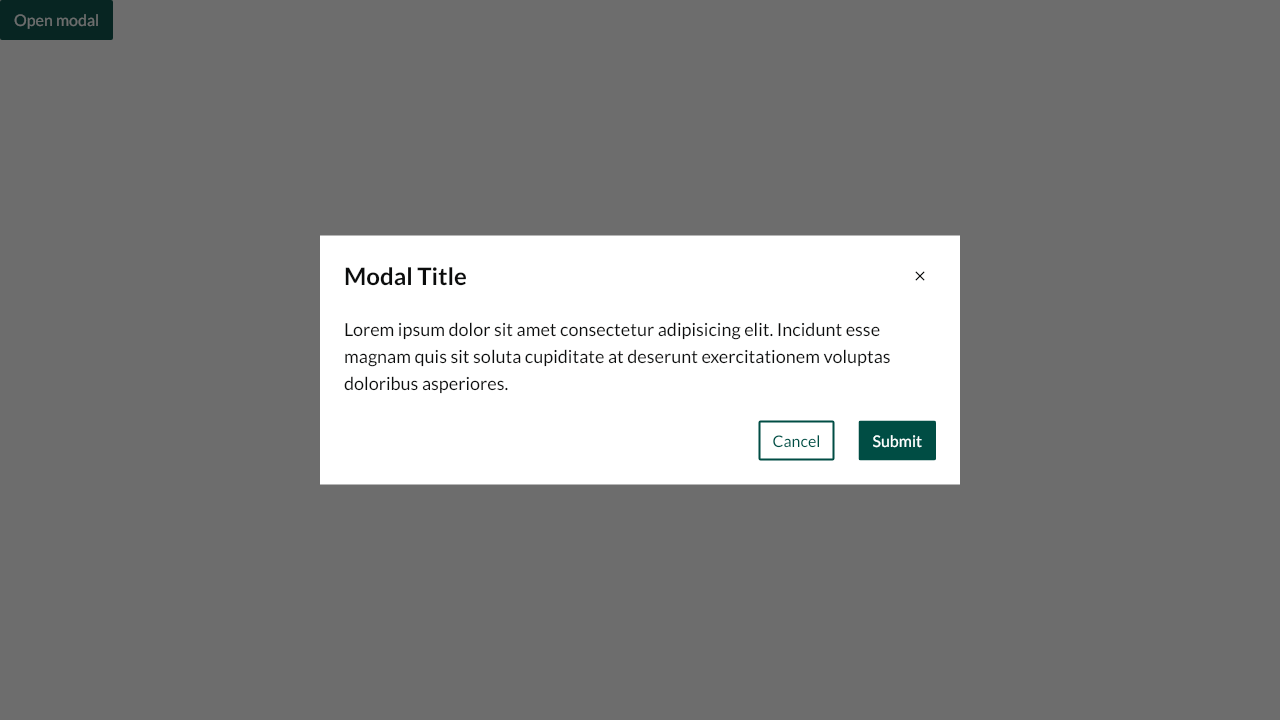 Open modal
Modal Title
Lorem ipsum dolor sit amet consectetur adipisicing elit. Incidunt esse
magnam quis sit soluta cupiditate at deserunt exercitationem voluptas
doloribus asperiores.
Cancel
Submit